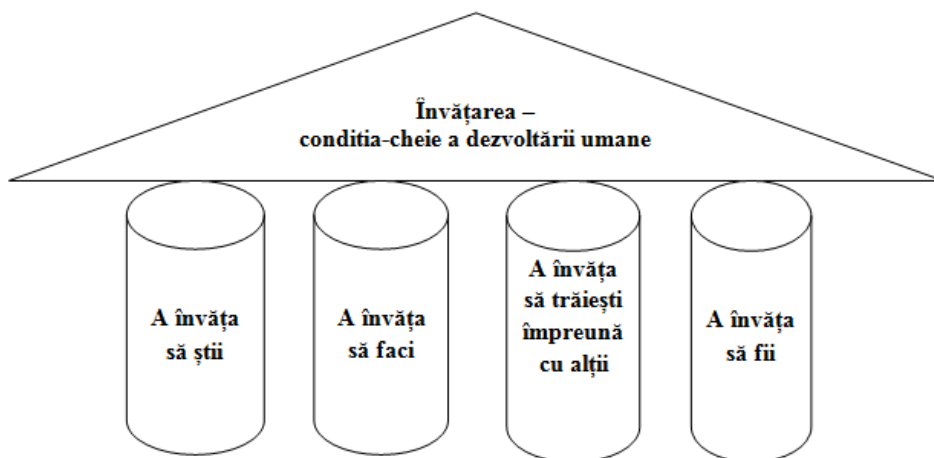 Învățarea –
conditia-cheie a dezvoltării umane
A învăța
să știi
A învăța
să faci
A învăța
să trăiești
împreună
cu alții
A învăța
să fii